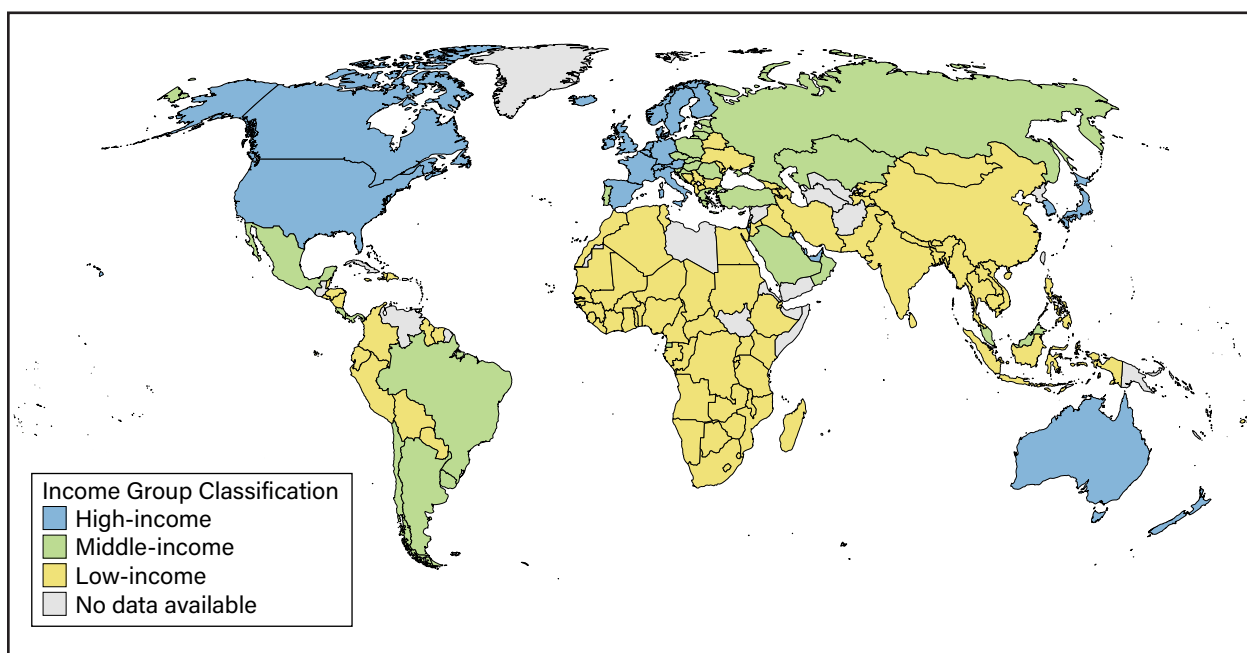 Income Group Classification
High-income
Middle-income
Low-income
No data available